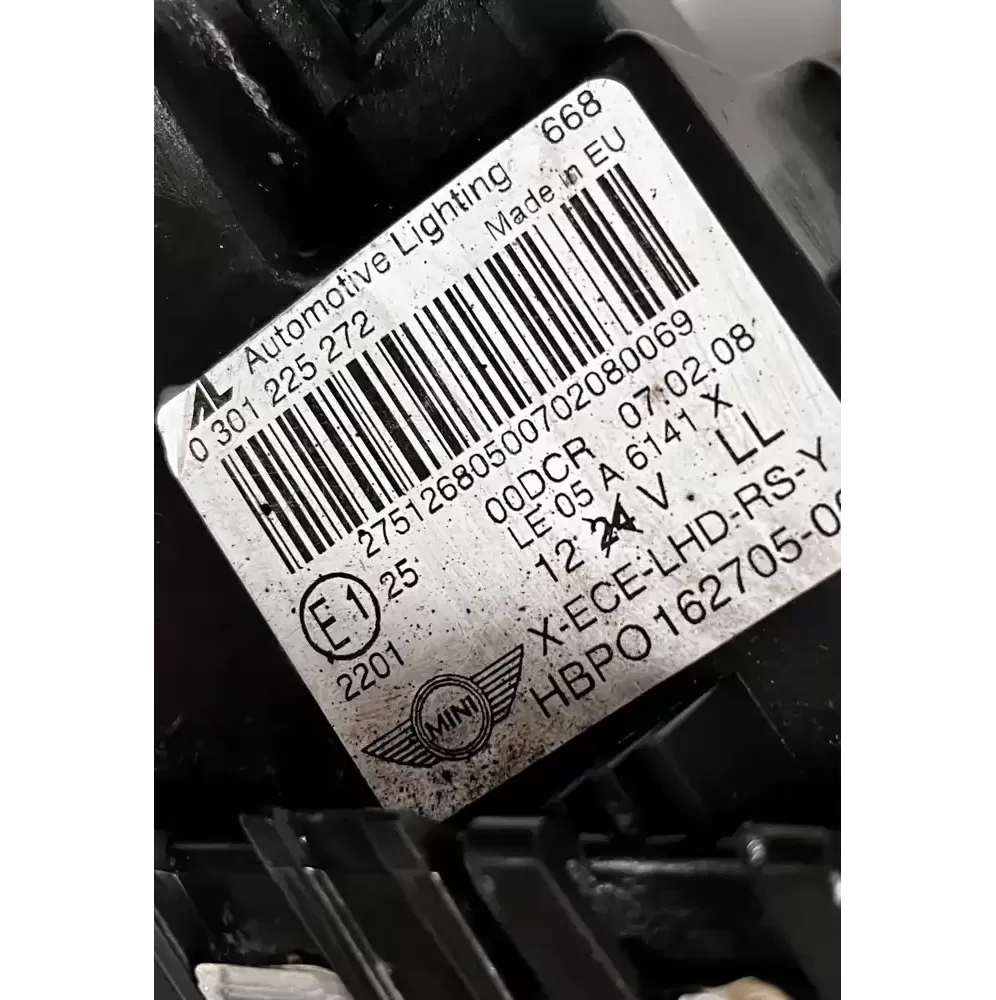 AL Automotive Lighting 668
0 301 225 272 Made in EU
27512680500702080069
00DCR 07.02.08
LE 05 A 6141 X
12 24 V LL
E1 25
2201
X-ECE-LHD-RS-Y
MINI
HBPO 162705-0